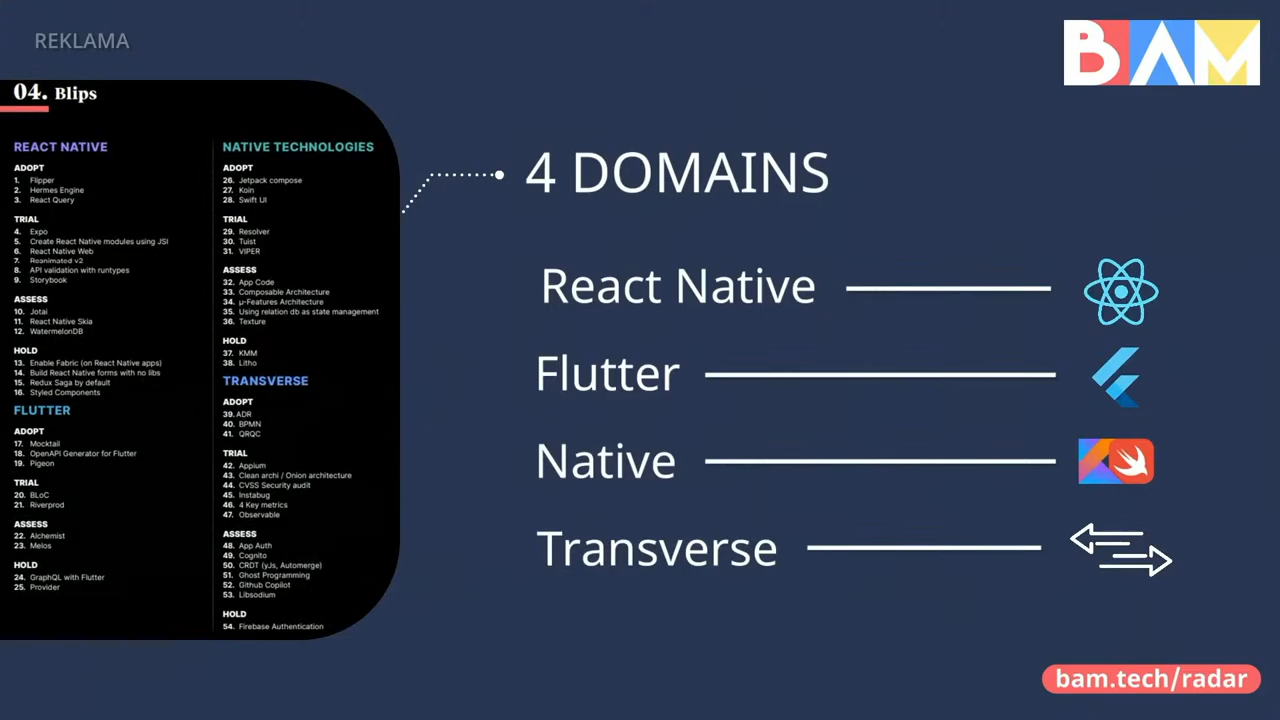 REKLAMA
BAM
04. Blips
REACT NATIVE
ADOPT
1. Flipper
2. Hermes Engine
3. React Query
TRIAL
4. Expo
5. Create React Native modules using JSI
6. React Native Web
7. Reanimated v2
8. API validation with runtypes
9. Storybook
ASSESS
10. Jotai
11. React Native Skia
12. WatermelonDB
HOLD
13. Enable Fabric (on React Native apps)
14. Build React Native forms with no libs
15. Redux Saga by default
16. Styled Components
FLUTTER
ADOPT
17. Mocktail
18. OpenAPI Generator for Flutter
19. Pigeon
TRIAL
20. BLoC
21. Riverprod
ASSESS
22. Alchemist
23. Melos
HOLD
24. GraphQL with Flutter
25. Provider
NATIVE TECHNOLOGIES
ADOPT
26. Jetpack compose
27. Koin
28. Swift UI
TRIAL
29. Resolver
30. Tuist
31. VIPER
ASSESS
32. App Code
33. Composable Architecture
34. μ-Features Architecture
35. Using relation db as state management
36. Texture
HOLD
37. KMM
38. Litho
TRANSVERSE
ADOPT
39. ADR
40. BPMN
41. QRQC
TRIAL
42. Appium
43. Clean archi / Onion architecture
44. CVSS Security audit
45. Instabug
46. 4 Key metrics
47. Observable
ASSESS
48. App Auth
49. Cognito
50. CRDT (yJs, Automerge)
51. Ghost Programming
52. Github Copilot
53. Libsodium
HOLD
54. Firebase Authentication
4 DOMAINS
React Native
Flutter
Native
Transverse
bam.tech/radar